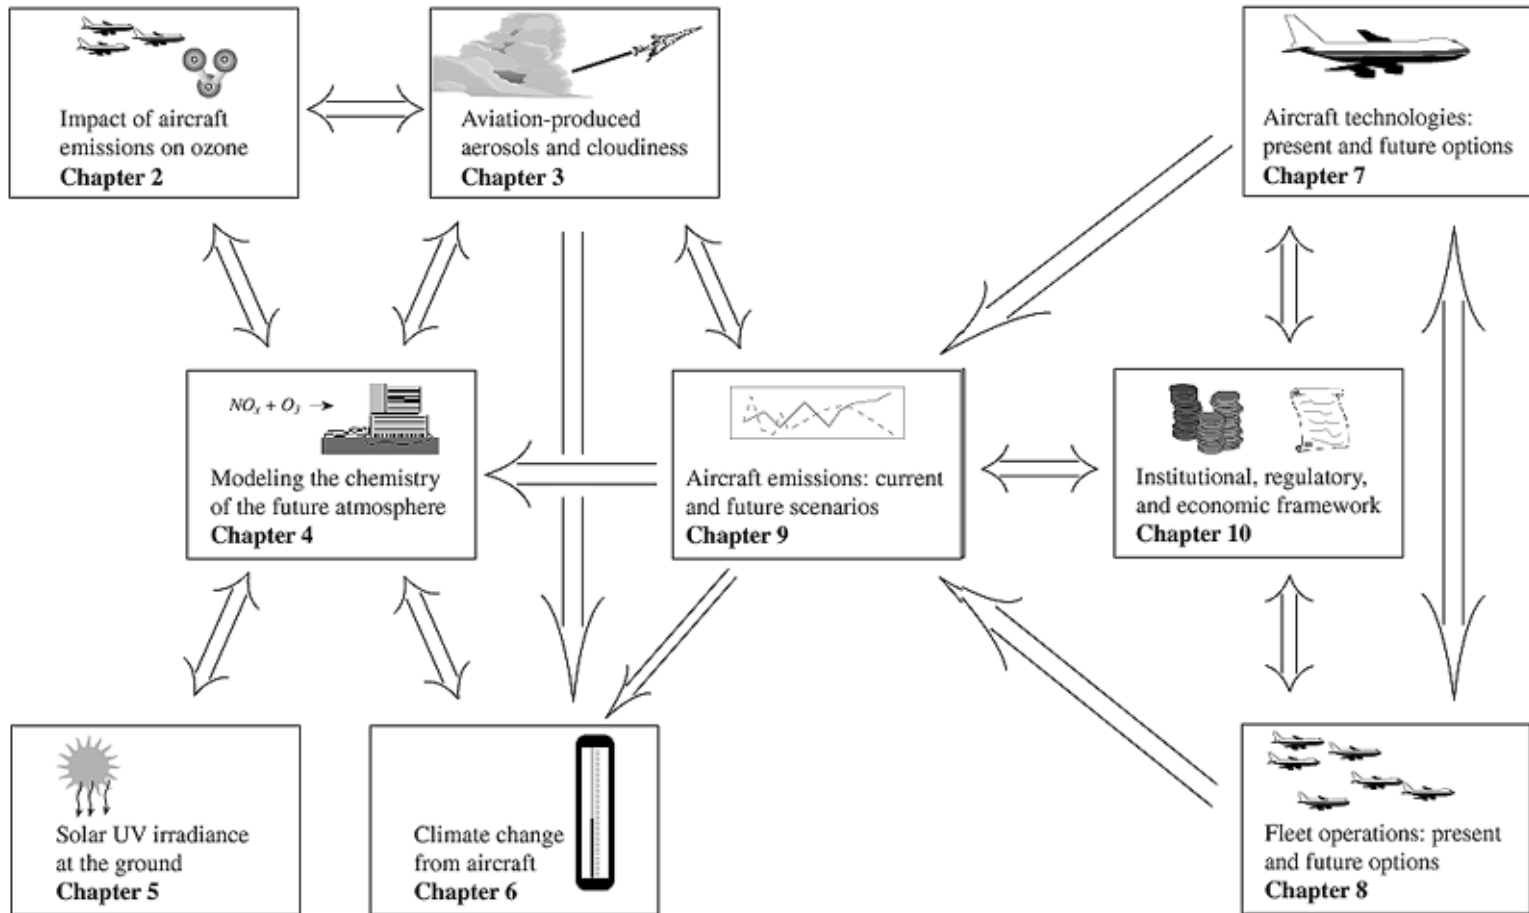 Impact of aircraft
emissions on ozone
Chapter 2
Aviation-produced
aerosols and cloudiness
Chapter 3
Aircraft technologies:
present and future options
Chapter 7
NOx + O3 →
Modeling the chemistry
of the future atmosphere
Chapter 4
Aircraft emissions: current
and future scenarios
Chapter 9
Institutional, regulatory,
and economic framework
Chapter 10
Solar UV irradiance
at the ground
Chapter 5
Climate change
from aircraft
Chapter 6
Fleet operations: present
and future options
Chapter 8